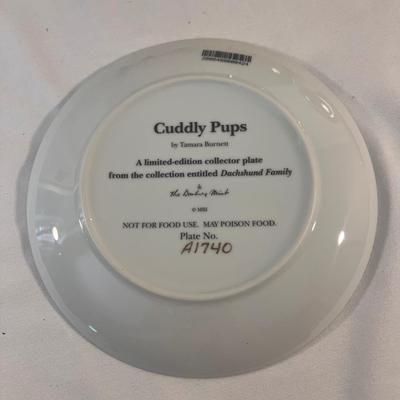 Cuddly Pups
by Tamara Burnett
A limited-edition collector plate
from the collection entitled Dachshund Family
the Danbury Mint
© MBI
NOT FOR FOOD USE. MAY POISON FOOD.
Plate No.
A1740